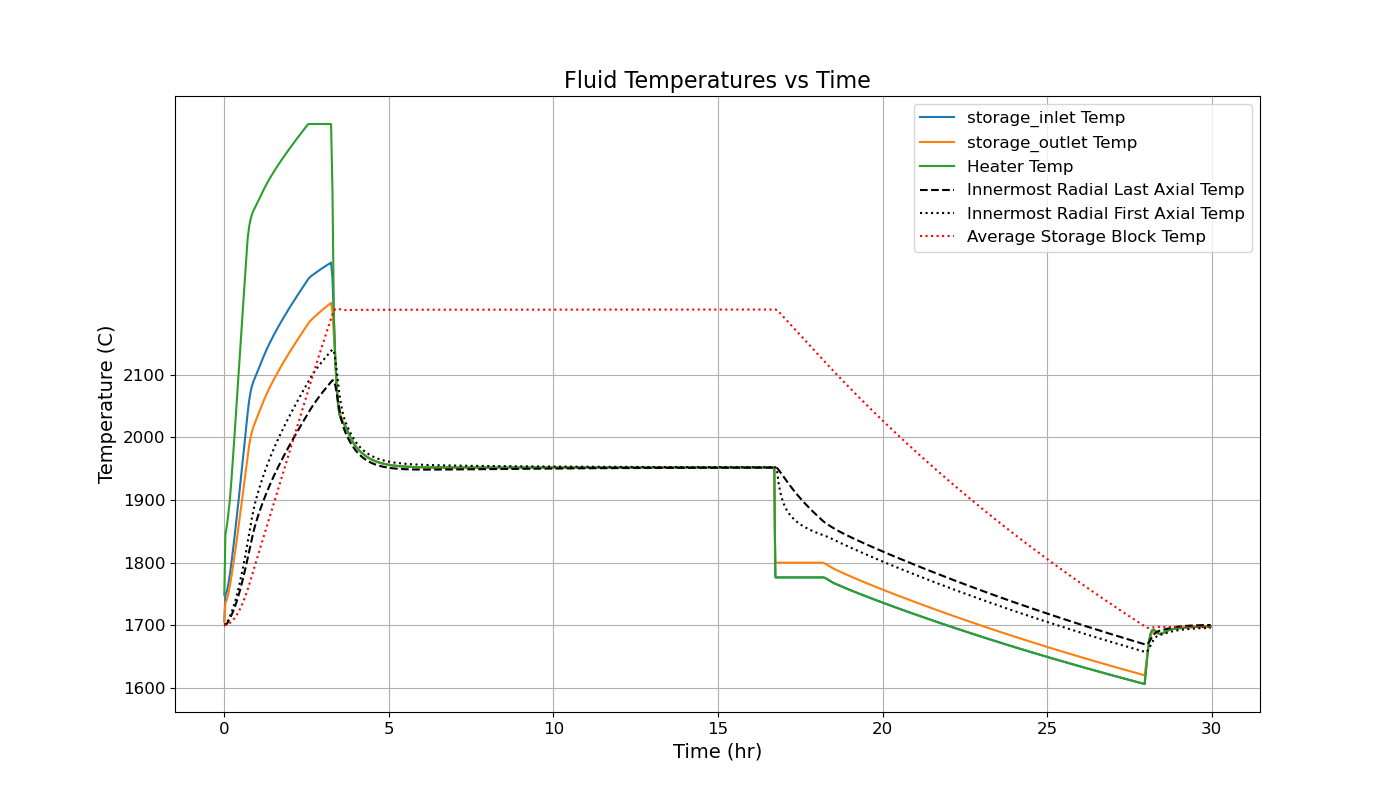 Fluid Temperatures vs Time
storage_inlet Temp
storage_outlet Temp
Heater Temp
Innermost Radial Last Axial Temp
Innermost Radial First Axial Temp
Average Storage Block Temp
Temperature (C)
2100
2000
1900
1800
1700
1600
0 5 10 15 20 25 30
Time (hr)